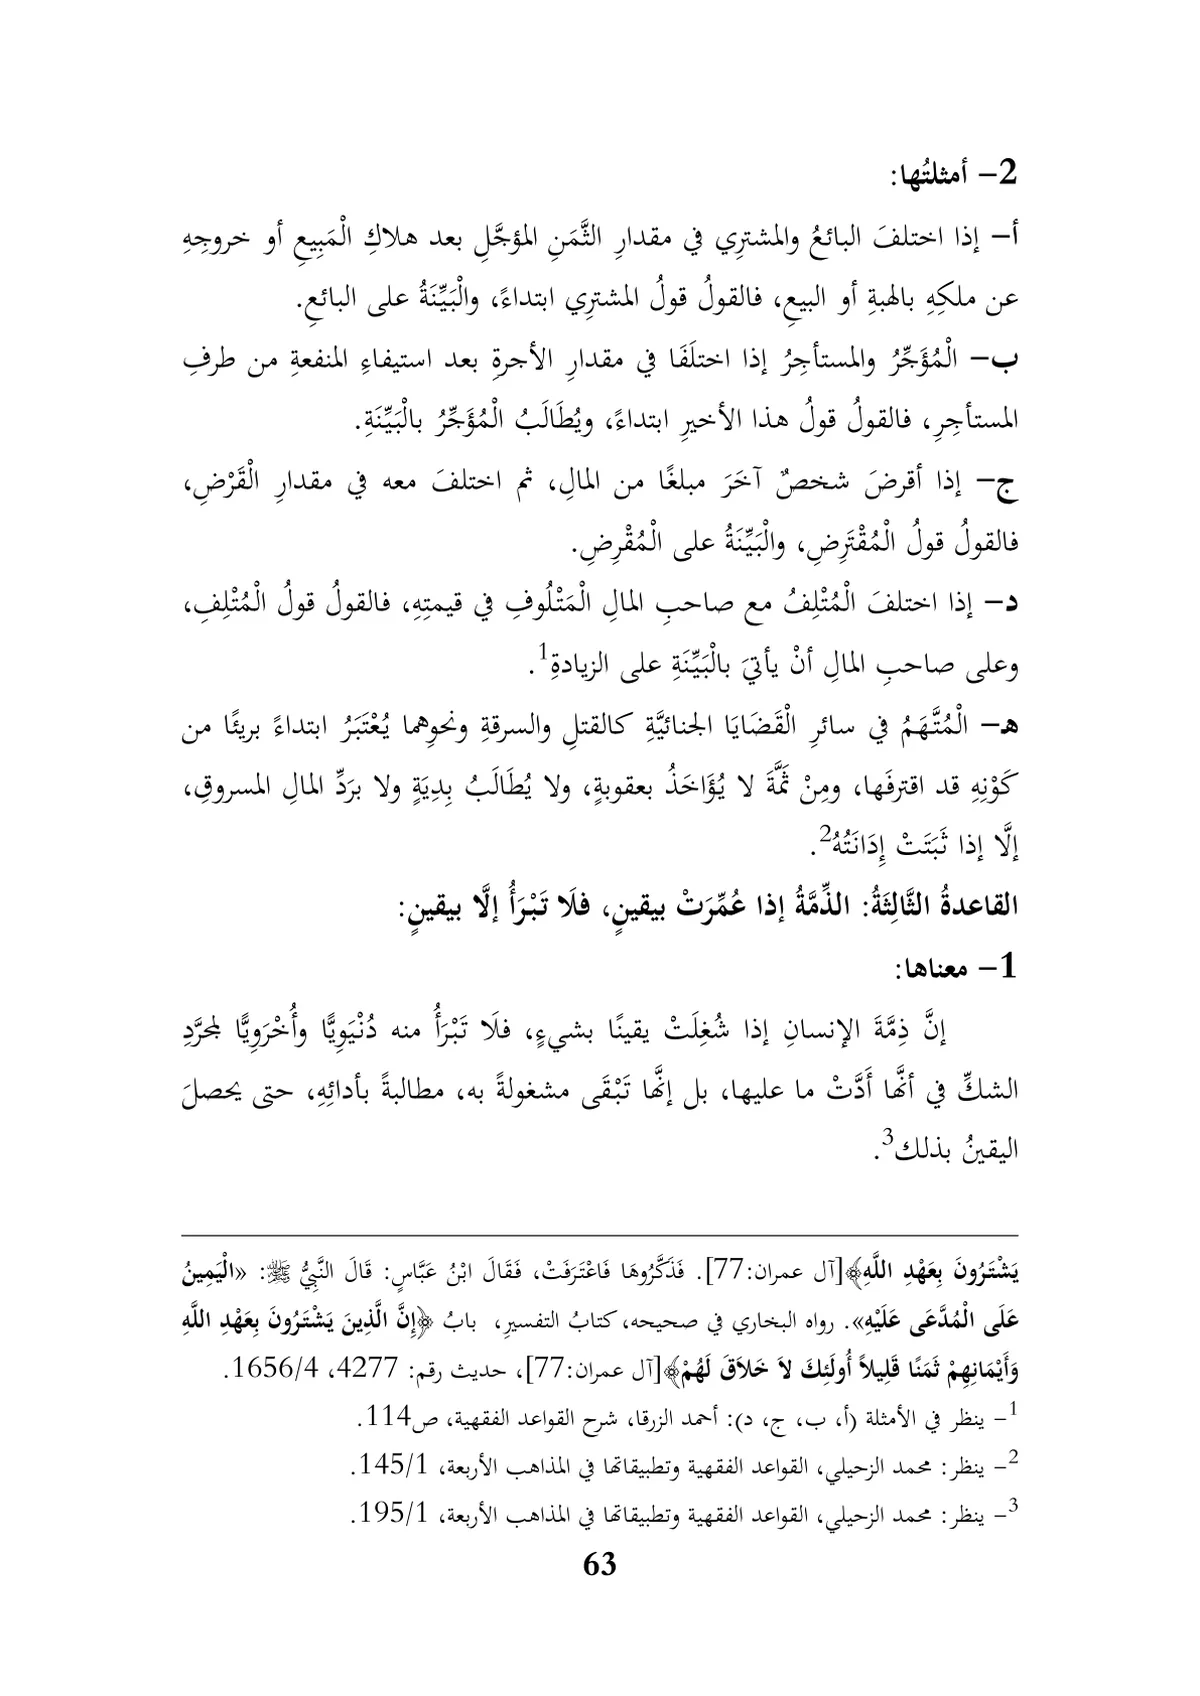 2- أمثلتُها:
أ- إذا اختلفَ البائعُ والمشترِي في مقدارِ الثَّمَنِ المؤجَّلِ بعد هلاكِ الْمَبِيعِ أو خروجِهِ
عن ملكِهِ بالهبةِ أو البيعِ، فالقولُ قولُ المشترِي ابتداءً، والْبَيِّنَةُ على البائعِ.
ب- الْمُؤَجِّرُ والمستأجِرُ إذا اختلَفَا في مقدارِ الأجرةِ بعد استيفاءِ المنفعةِ من طرفِ
المستأجِرِ، فالقولُ قولُ هذا الأخيرِ ابتداءً، ويُطَالَبُ الْمُؤَجِّرُ بالْبَيِّنَةِ.
ج- إذا أقرضَ شخصٌ آخَرَ مبلغًا من المالِ، ثم اختلفَ معه في مقدارِ الْقَرْضِ،
فالقولُ قولُ الْمُقْتَرِضِ، والْبَيِّنَةُ على الْمُقْرِضِ.
د- إذا اختلفَ الْمُتْلِفُ مع صاحبِ المالِ الْمَتْلُوفِ في قيمتِهِ، فالقولُ قولُ الْمُتْلِفِ،
وعلى صاحبِ المالِ أنْ يأتيَ بالْبَيِّنَةِ على الزيادةِ1.
هـ- الْمُتَّهَمُ في سائرِ الْقَضَايَا الجنائيَّةِ كالقتلِ والسرقةِ ونحوِهما يُعْتَبَرُ ابتداءً بريئًا من
كَوْنِهِ قد اقترفَها، ومِنْ ثَمَّةَ لا يُؤَاخَذُ بعقوبةٍ، ولا يُطَالَبُ بِدِيَةٍ ولا بردِّ المالِ المسروقِ،
إلَّا إذا ثَبَتَتْ إِدَانَتُهُ2.
القاعدةُ الثَّالِثَةُ: الذِّمَّةُ إذا عُمِّرَتْ بيقينٍ، فلَا تَبْرَأُ إلَّا بيقينٍ:
1- معناها:
إنَّ ذِمَّةَ الإنسانِ إذا شُغِلَتْ يقينًا بشيءٍ، فلَا تَبْرَأُ منه دُنْيَوِيًّا وأُخْرَوِيًّا لمجرَّدِ
الشكِّ في أنَّها أَدَّتْ ما عليها، بل إنَّها تَبْقَى مشغولةً به، مطالبةً بأدائِهِ، حتى يحصلَ
اليقينُ بذلك3.
يَشْتَرُونَ بِعَهْدِ اللَّهِ﴾[آل عمران:77]. فَذَكَّرُوهَا فَاعْتَرَفَتْ، فَقَالَ ابْنُ عَبَّاسٍ: قَالَ النَّبِيُّ ﷺ: «الْيَمِينُ
عَلَى الْمُدَّعَى عَلَيْهِ». رواه البخاري في صحيحه، كتابُ التفسيرِ، بابُ ﴿إِنَّ الَّذِينَ يَشْتَرُونَ بِعَهْدِ اللَّهِ
وَأَيْمَانِهِمْ ثَمَنًا قَلِيلاً أُولَئِكَ لاَ خَلاَقَ لَهُمْ﴾[آل عمران:77]، حديث رقم: 4277، 1656/4.
1- ينظر في الأمثلة (أ، ب، ج، د): أحمد الزرقا، شرح القواعد الفقهية، ص114.
2- ينظر: محمد الزحيلي، القواعد الفقهية وتطبيقاتها في المذاهب الأربعة، 145/1.
3- ينظر: محمد الزحيلي، القواعد الفقهية وتطبيقاتها في المذاهب الأربعة، 195/1.
63